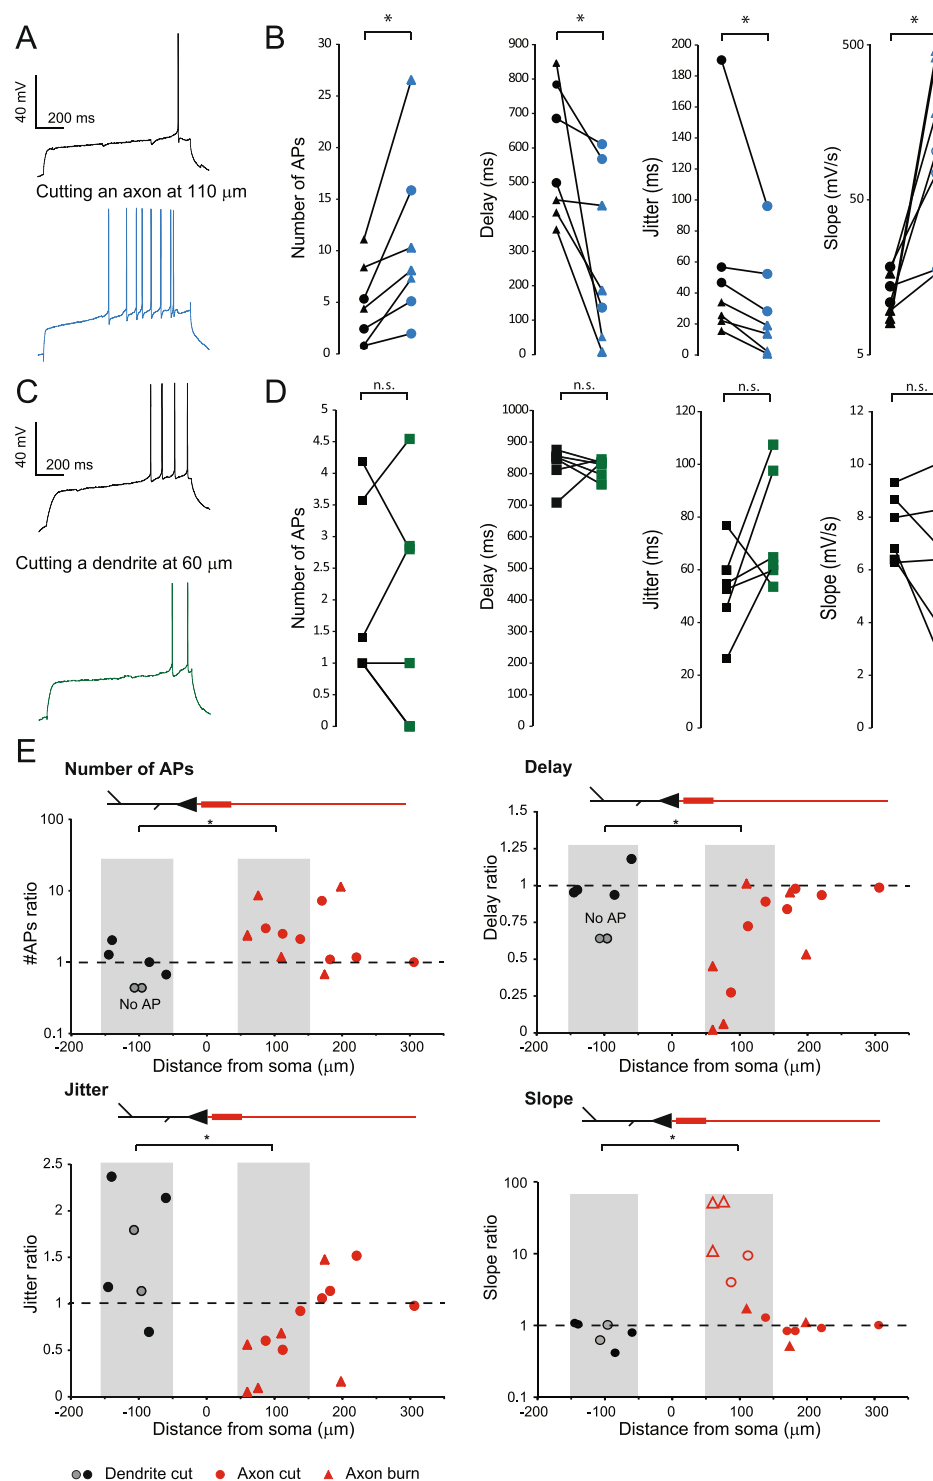 A
40 mV
200 ms
Cutting an axon at 110 μm
B
*
Number of APs
30
25
20
15
10
5
0
*
Delay (ms)
900
800
700
600
500
400
300
200
100
0
*
Jitter (ms)
200
180
160
140
120
100
80
60
40
20
0
*
Slope (mV/s)
500
50
5
C
40 mV
200 ms
Cutting a dendrite at 60 μm
D
n.s.
Number of APs
5
4.5
4
3.5
3
2.5
2
1.5
1
0.5
0
n.s.
Delay (ms)
1000
900
800
700
600
500
400
300
200
100
0
n.s.
Jitter (ms)
120
100
80
60
40
20
0
n.s.
Slope (mV/s)
12
10
8
6
4
2
0
E
Number of APs
*
#APs ratio
100
10
1
0.1
No AP
-200 -100 0 100 200 300
Distance from soma (μm)
Delay
*
Delay ratio
1.5
1.25
1
0.75
0.5
0.25
0
No AP
-200 -100 0 100 200 300
Distance from soma (μm)
Jitter
*
Jitter ratio
2.5
2
1.5
1
0.5
0
-200 -100 0 100 200 300
Distance from soma (μm)
Slope
*
Slope ratio
100
10
1
0.1
-200 -100 0 100 200 300
Distance from soma (μm)
Dendrite cut Axon cut Axon burn